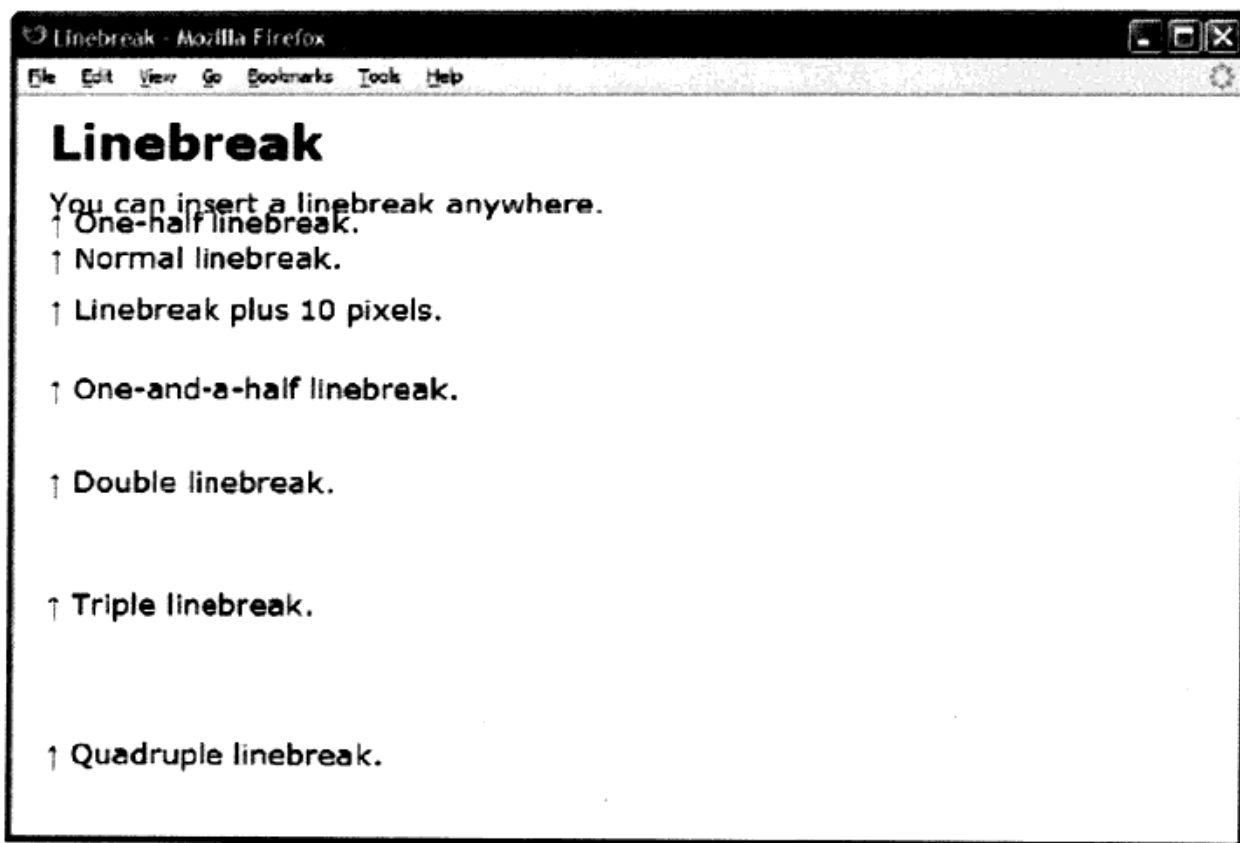 Linebreak - Mozilla Firefox
File Edit View Go Bookmarks Tools Help
Linebreak
You can insert a linebreak anywhere.
↑ One-half linebreak.
↑ Normal linebreak.
↑ Linebreak plus 10 pixels.
↑ One-and-a-half linebreak.
↑ Double linebreak.
↑ Triple linebreak.
↑ Quadruple linebreak.